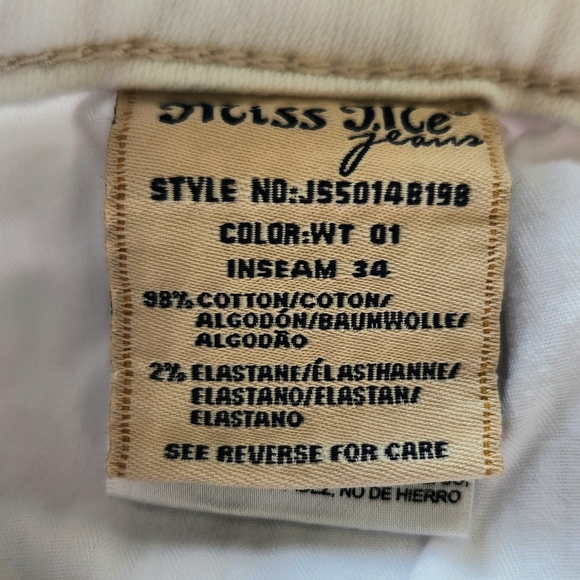 Miss Me®
jeans
STYLE NO:JS5014B198
COLOR:WT 01
INSEAM 34
98% COTTON/COTON/
ALGODÓN/BAUMWOLLE/
ALGODÃO
2% ELASTANE/ÉLASTHANNE/
ELASTANO/ELASTAN/
ELASTANO
SEE REVERSE FOR CARE
NO DE HIERRO